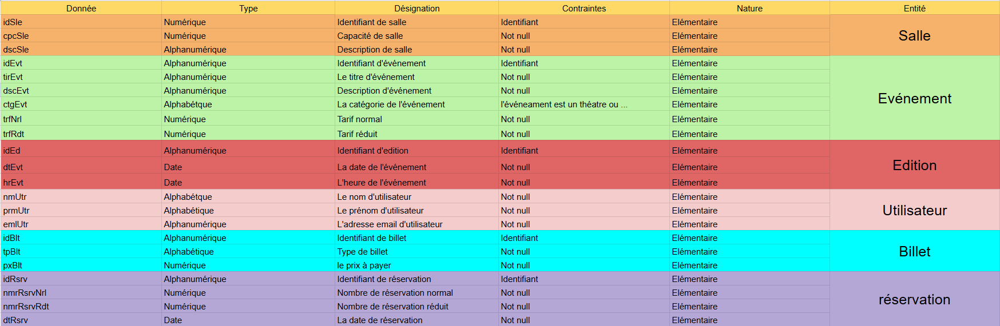 Donnée Type Désignation Contraintes Nature Entité
idSle Numérique Identifiant de salle Identifiant Elémentaire
cpcSle Numérique Capacité de salle Not null Elémentaire Salle
dscSle Alphanumérique Description de salle Not null Elémentaire
idEvt Alphanumérique Identifiant d'événement Identifiant Elémentaire
tirEvt Alphanumérique Le titre d'événement Not null Elémentaire
dscEvt Alphanumérique Description d'événement Not null Elémentaire
ctgEvt Alphabétque La catégorie de l'événement l'événeament est un théatre ou ... Elémentaire Evénement
trfNrl Numérique Tarif normal Not null Elémentaire
trfRdt Numérique Tarif réduit Not null Elémentaire
idEd Alphanumérique Identifiant d'edition Identifiant Elémentaire
dtEvt Date La date de l'événement Not null Elémentaire Edition
hrEvt Date L'heure de l'événement Not null Elémentaire
nmUtr Alphabétque Le nom d'utilisateur Not null Elémentaire
prmUtr Alphabétique Le prénom d'utilisateur Not null Elémentaire Utilisateur
emlUtr Alphanumérique L'adresse email d'utilisateur Not null Elémentaire
idBlt Alphanumérique Identifiant de billet Identifiant Elémentaire
tpBlt Alphabétique Type de billet Not null Elémentaire Billet
pxBlt Numérique le prix à payer Not null Elémentaire
idRsrv Alphanumérique Identifiant de réservation Identifiant Elémentaire
nmrRsrvNrl Numérique Nombre de réservation normal Not null Elémentaire réservation
nmrRsrvRdt Numérique Nombre de réservation réduit Not null Elémentaire
dtRsrv Date La date de réservation Not null Elémentaire